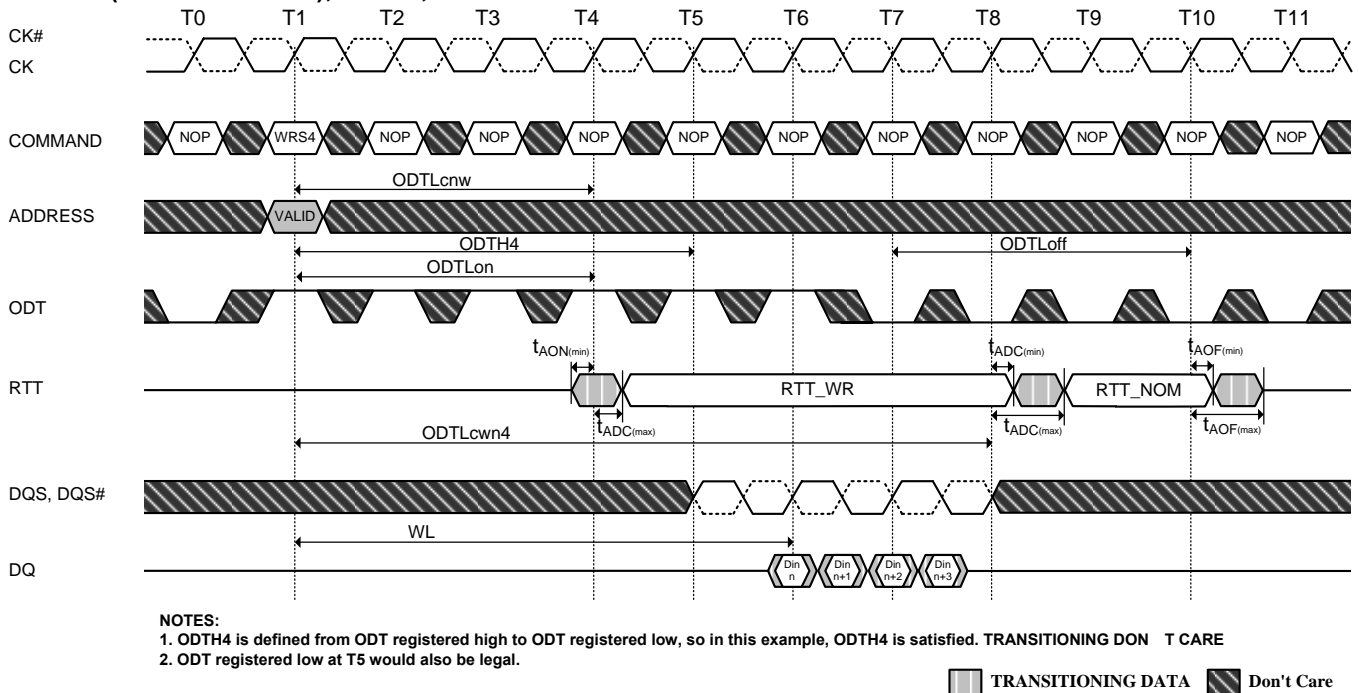 T0 T1 T2 T3 T4 T5 T6 T7 T8 T9 T10 T11
CK#
CK
COMMAND
NOP WRS4 NOP NOP NOP NOP NOP NOP NOP NOP NOP NOP
ODTLcnw
ADDRESS
VALID
ODTH4 ODTLoff
ODTLon
ODT
tAON(min) tADC(min) tAOF(min)
RTT
RTT_WR RTT_NOM
tADC(max) tADC(max) tAOF(max)
ODTLcwn4
DQS, DQS#
WL
DQ
Din n Din n+1 Din n+2 Din n+3
NOTES:
1. ODTH4 is defined from ODT registered high to ODT registered low, so in this example, ODTH4 is satisfied. TRANSITIONING DON T CARE
2. ODT registered low at T5 would also be legal.
TRANSITIONING DATA Don't Care